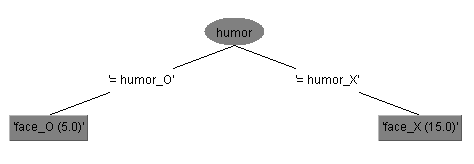 humor
'= humor_O' '= humor_X'
'face_O (5.0)' 'face_X (15.0)'